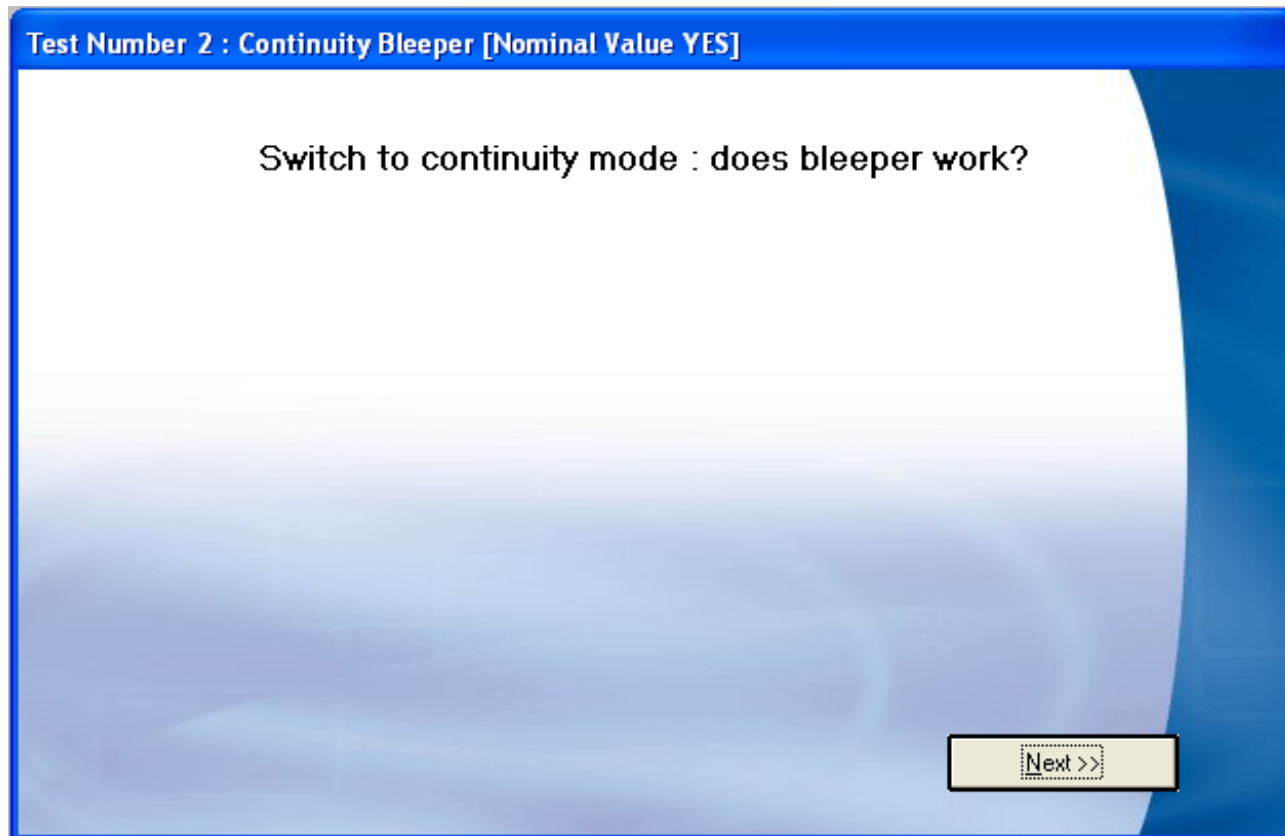 Test Number 2 : Continuity Bleeper [Nominal Value YES]
Switch to continuity mode : does bleeper work?
Next >>